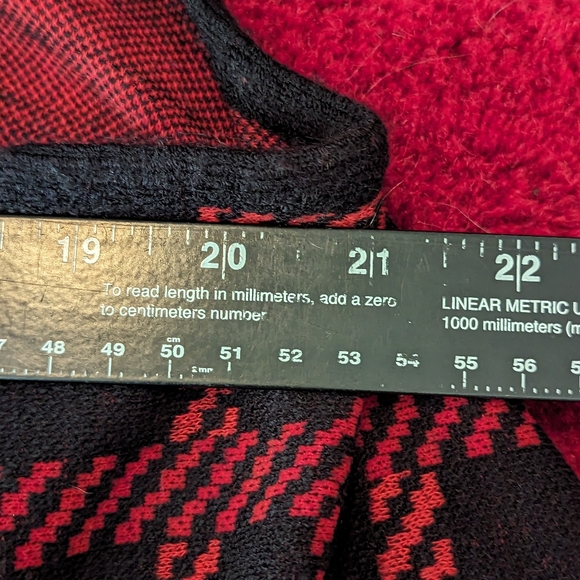 19 20 21 22
To read length in millimeters, add a zero
to centimeters number
LINEAR METRIC U
1000 millimeters (m
cm
48 49 50 51 52 53 54 55 56